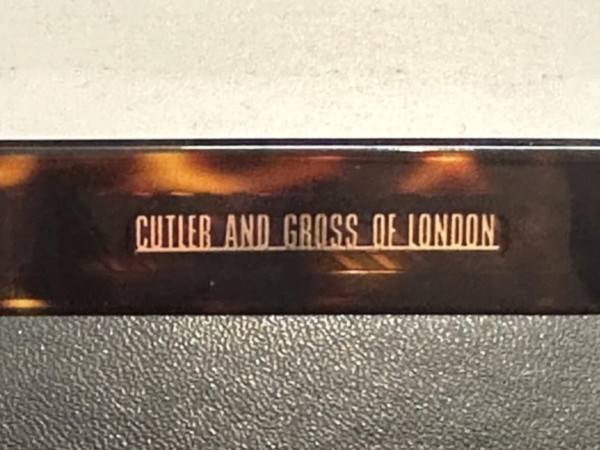 CUTLER AND GROSS OF LONDON